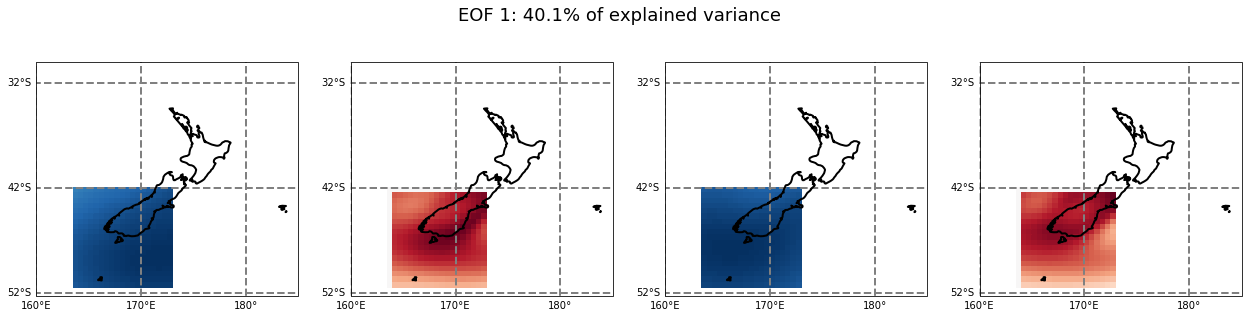 EOF 1: 40.1% of explained variance
32°S 32°S 32°S 32°S
42°S 42°S 42°S 42°S
52°S 52°S 52°S 52°S
160°E 170°E 180° 160°E 170°E 180° 160°E 170°E 180° 160°E 170°E 180°